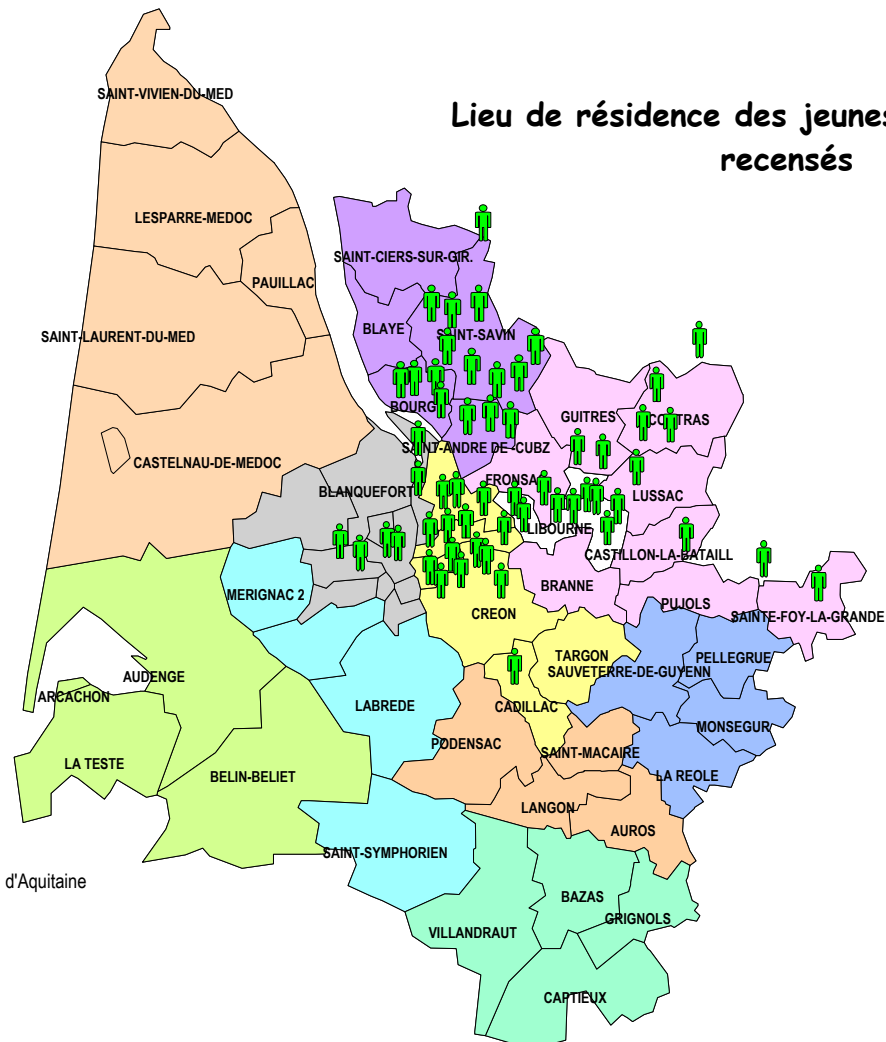 Lieu de résidence des jeunes
recensés
SAINT-VIVIEN-DU-MED
LESPARRE-MEDOC
PAUILLAC
SAINT-CIERS-SUR-GIR.
SAINT-LAURENT-DU-MED
BLAYE
SAINT-SAVIN
BOURG
GUITRES
COUTRAS
SAINT-ANDRE DE -CUBZ
CASTELNAU-DE-MEDOC
BLANQUEFORT
FRONSA
LUSSAC
LIBOURNE
CASTILLON-LA-BATAILL
MERIGNAC 2
BRANNE
PUJOLS
SAINTE-FOY-LA-GRANDE
CREON
TARGON
PELLEGRUE
SAUVETERRE-DE-GUYENN
AUDENGE
ARCACHON
LABREDE
CADILLAC
MONSEGUR
PODENSAC
SAINT-MACAIRE
LA TESTE
BELIN-BELIET
LA REOLE
LANGON
AUROS
SAINT-SYMPHORIEN
d'Aquitaine
BAZAS
GRIGNOLS
VILLANDRAUT
CAPTIEUX